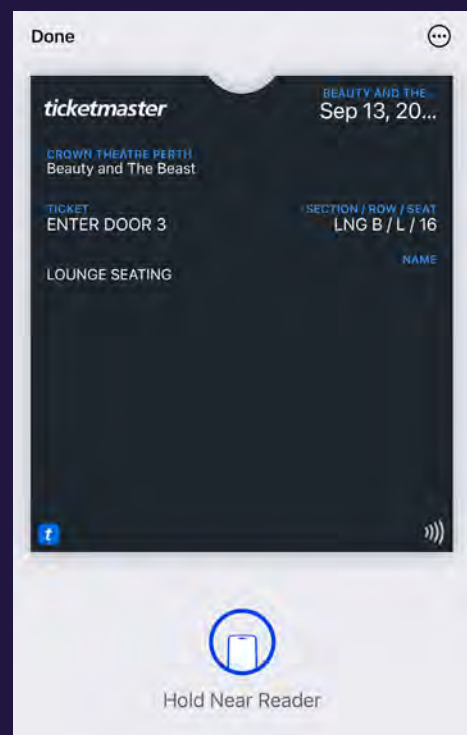 Done
ticketmaster
BEAUTY AND THE...
Sep 13, 20...
CROWN THEATRE PERTH
Beauty and The Beast
TICKET
ENTER DOOR 3
SECTION / ROW / SEAT
LNG B / L / 16
NAME
LOUNGE SEATING
t
Hold Near Reader